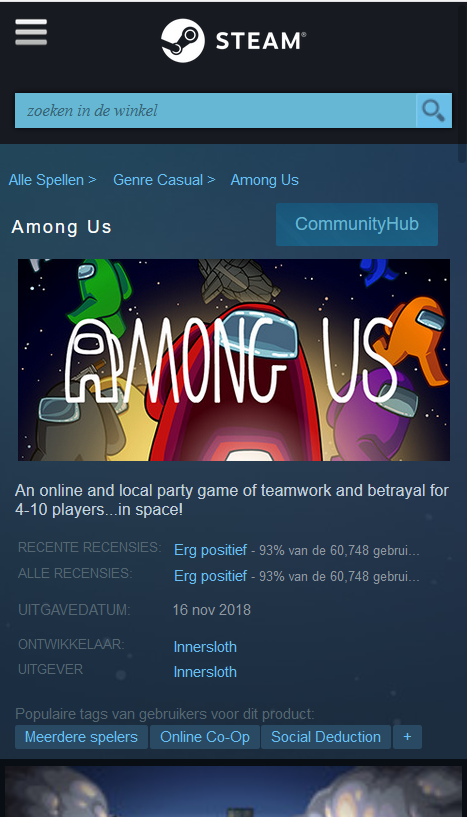 STEAM®
zoeken in de winkel
Alle Spellen > Genre Casual > Among Us
Among Us
CommunityHub
AMONG US
An online and local party game of teamwork and betrayal for
4-10 players...in space!
RECENTE RECENSIES: Erg positief - 93% van de 60,748 gebrui...
ALLE RECENSIES: Erg positief - 93% van de 60,748 gebrui...
UITGAVEDATUM: 16 nov 2018
ONTWIKKELAAR: Innersloth
UITGEVER Innersloth
Populaire tags van gebruikers voor dit product:
Meerdere spelers Online Co-Op Social Deduction +